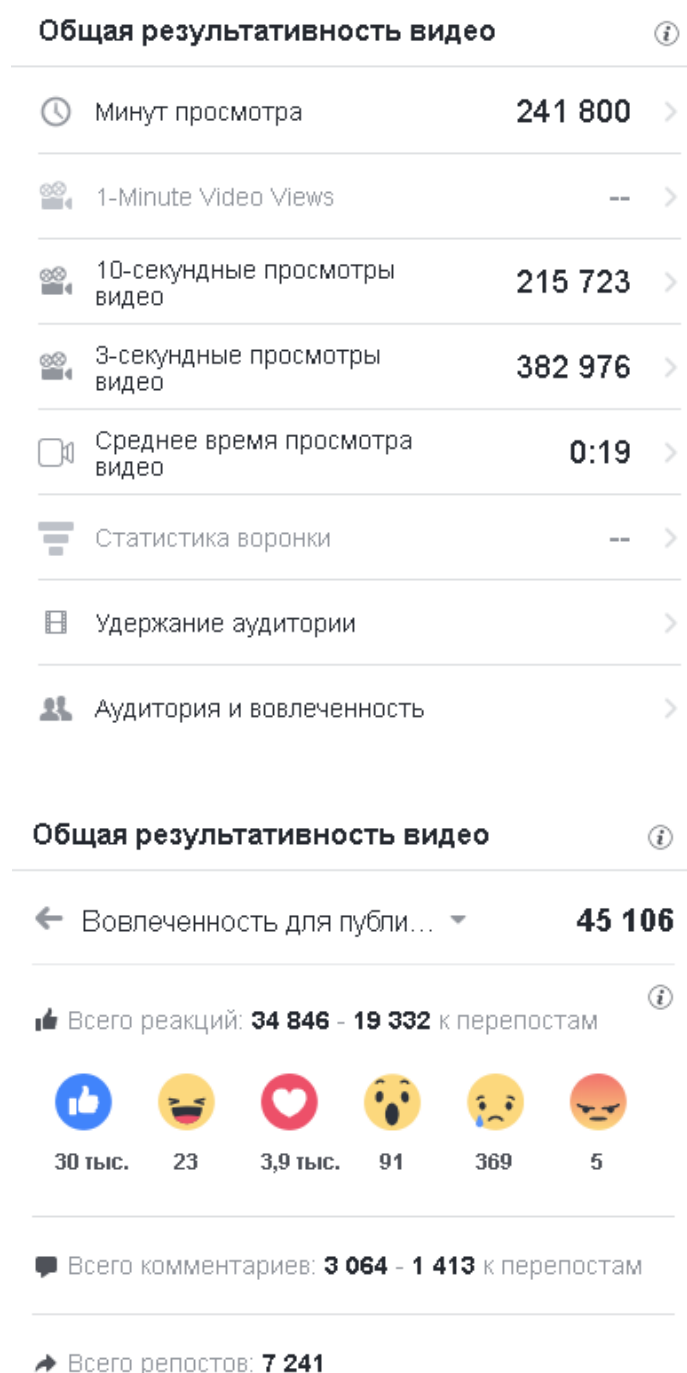 Общая результативность видео
Минут просмотра 241 800
1-Minute Video Views --
10-секундные просмотры
видео 215 723
3-секундные просмотры
видео 382 976
Среднее время просмотра
видео 0:19
Статистика воронки --
Удержание аудитории
Аудитория и вовлеченность
Общая результативность видео
Вовлеченность для публи... 45 106
Всего реакций: 34 846 - 19 332 к перепостам
30 тыс. 23 3,9 тыс. 91 369 5
Всего комментариев: 3 064 - 1 413 к перепостам
Всего репостов: 7 241